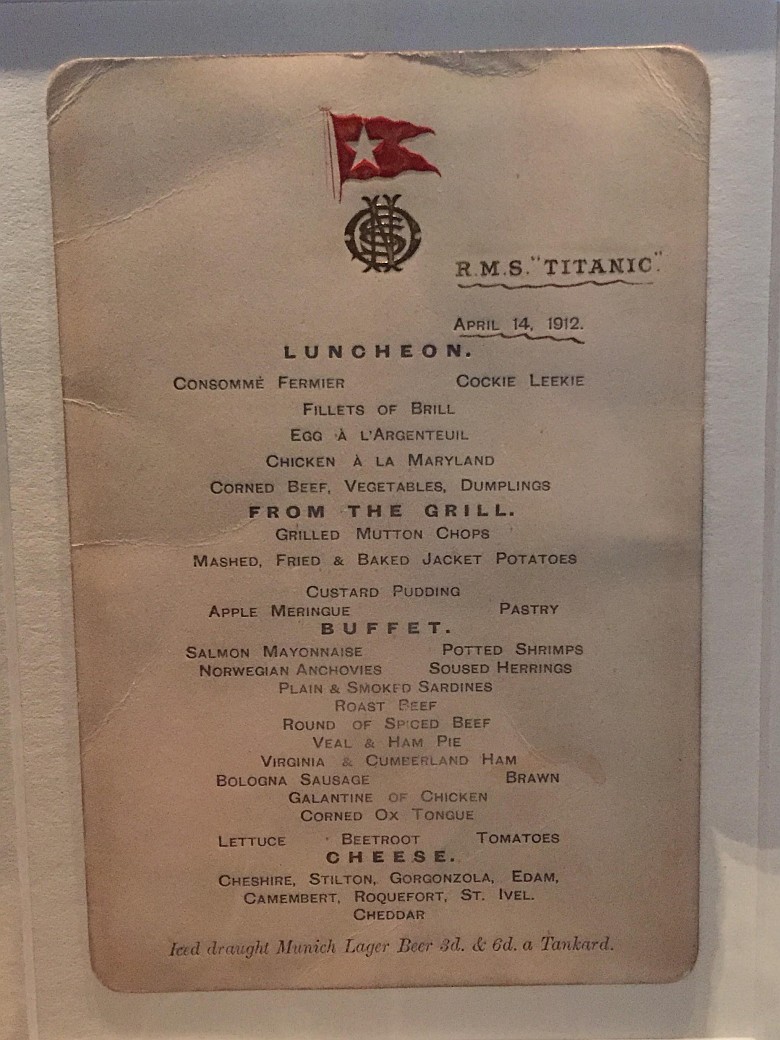 R.M.S. "TITANIC."
APRIL 14, 1912.
LUNCHEON.
CONSOMMÉ FERMIER COCKIE LEEKIE
FILLETS OF BRILL
EGG À L'ARGENTEUIL
CHICKEN À LA MARYLAND
CORNED BEEF, VEGETABLES, DUMPLINGS
FROM THE GRILL.
GRILLED MUTTON CHOPS
MASHED, FRIED & BAKED JACKET POTATOES
CUSTARD PUDDING
APPLE MERINGUE PASTRY
BUFFET.
SALMON MAYONNAISE POTTED SHRIMPS
NORWEGIAN ANCHOVIES SOUSED HERRINGS
PLAIN & SMOKED SARDINES
ROAST BEEF
ROUND OF SPICED BEEF
VEAL & HAM PIE
VIRGINIA & CUMBERLAND HAM
BOLOGNA SAUSAGE BRAWN
GALANTINE OF CHICKEN
CORNED OX TONGUE
LETTUCE BEETROOT TOMATOES
CHEESE.
CHESHIRE, STILTON, GORGONZOLA, EDAM,
CAMEMBERT, ROQUEFORT, ST. IVEL.
CHEDDAR
Iced draught Munich Lager Beer 3d. & 6d. a Tankard.